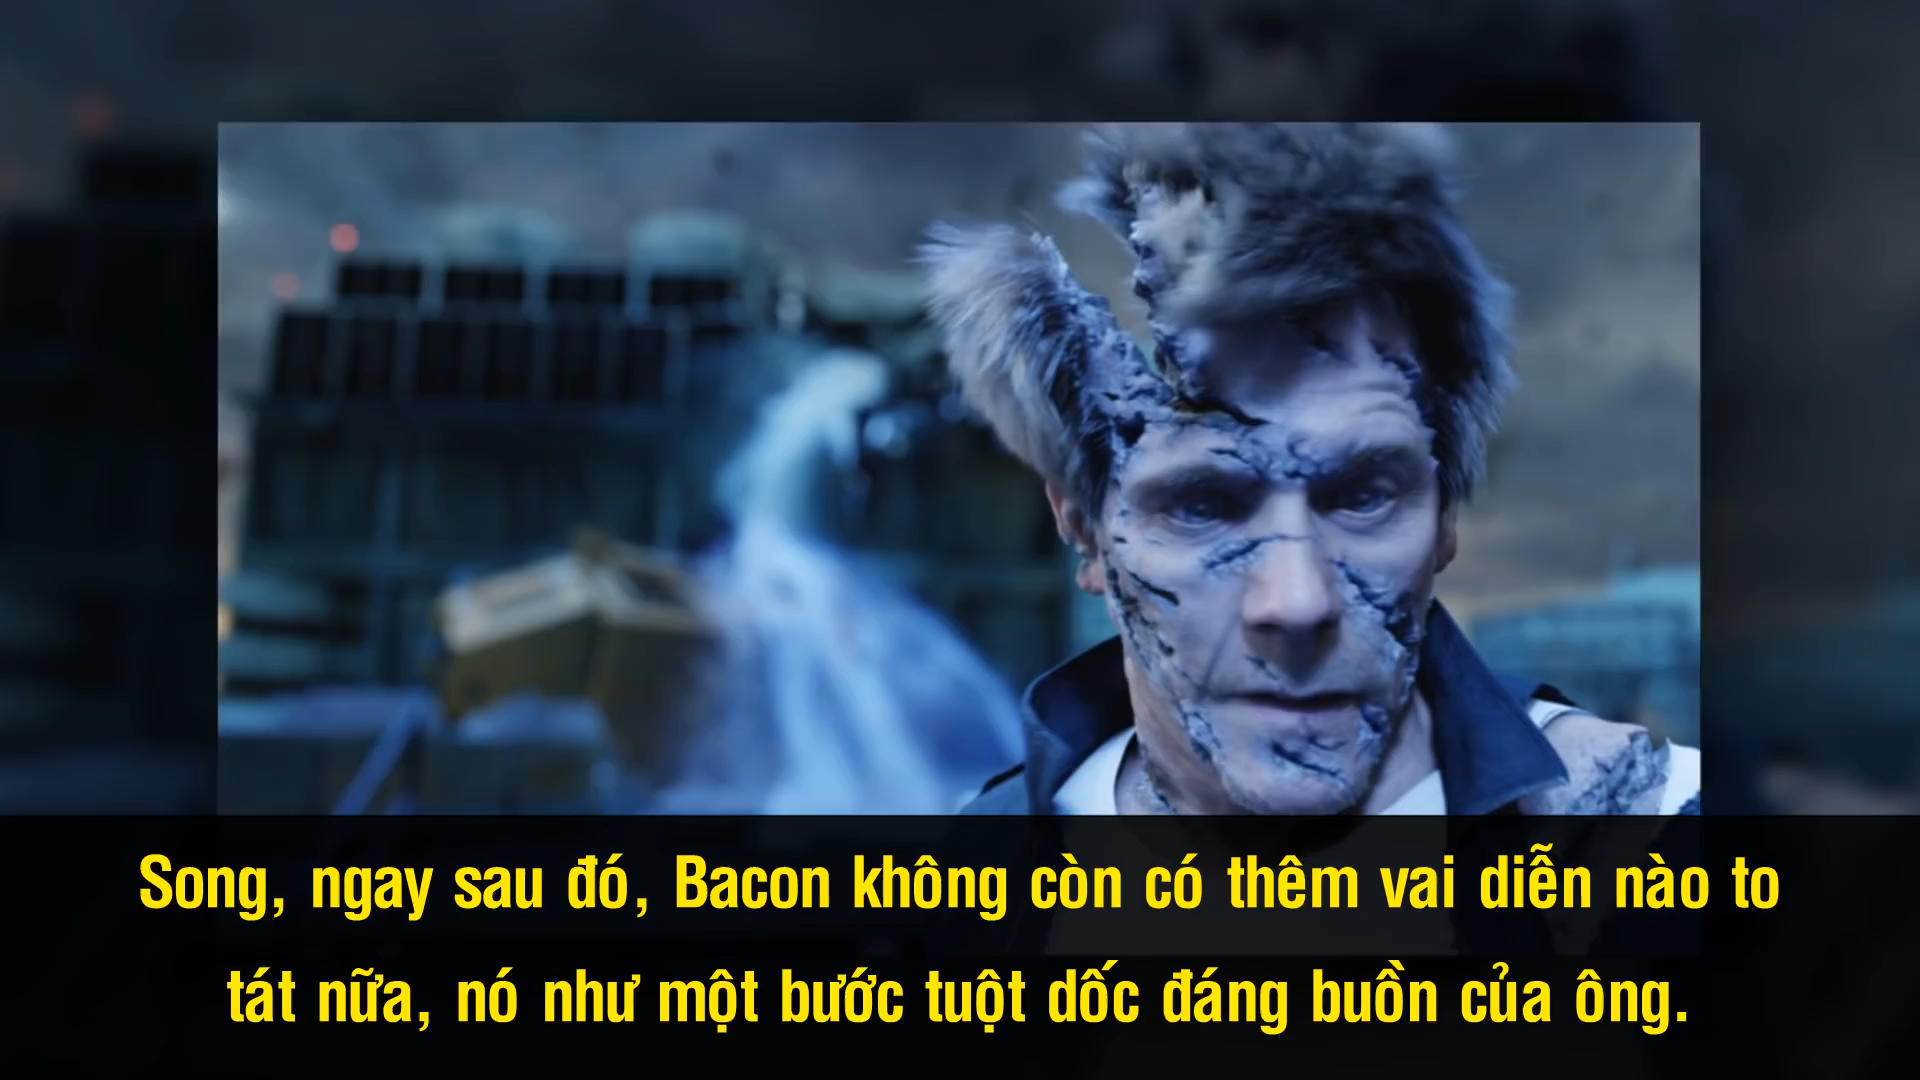 Song, ngay sau đó, Bacon không còn có thêm vai diễn nào to
tát nữa, nó như một bước tuột dốc đáng buồn của ông.